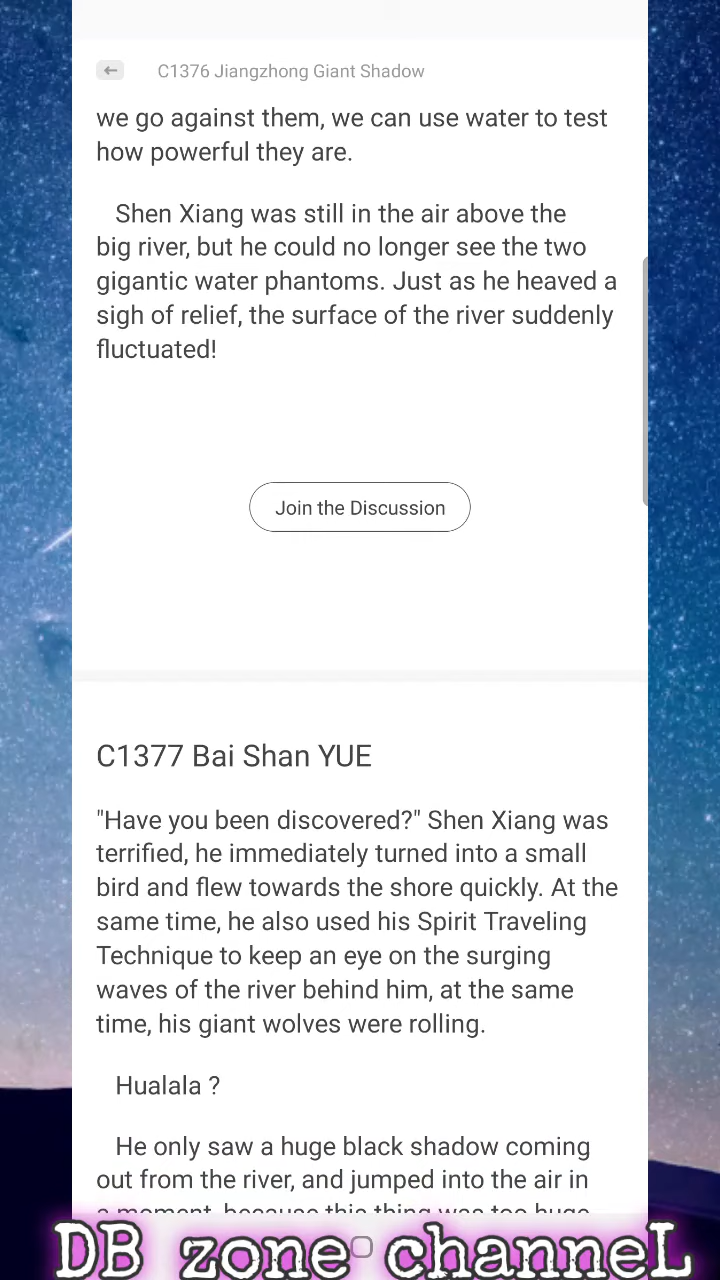 C1376 Jiangzhong Giant Shadow
we go against them, we can use water to test
how powerful they are.
Shen Xiang was still in the air above the
big river, but he could no longer see the two
gigantic water phantoms. Just as he heaved a
sigh of relief, the surface of the river suddenly
fluctuated!
Join the Discussion
C1377 Bai Shan YUE
"Have you been discovered?" Shen Xiang was
terrified, he immediately turned into a small
bird and flew towards the shore quickly. At the
same time, he also used his Spirit Traveling
Technique to keep an eye on the surging
waves of the river behind him, at the same
time, his giant wolves were rolling.
Hualala ?
He only saw a huge black shadow coming
out from the river, and jumped into the air in
a moment, because this thing was too huge
DB zone channeL